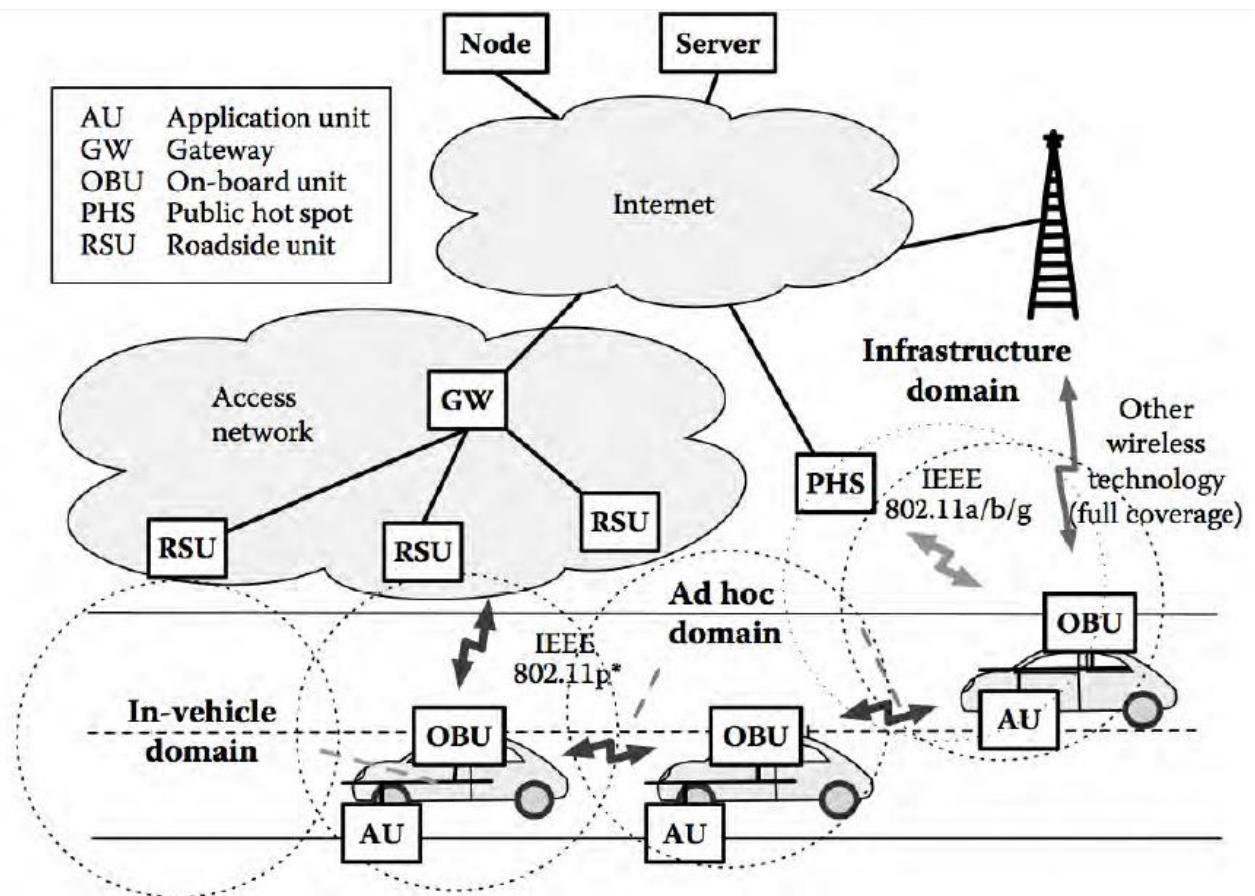 Node
Server
AU Application unit
GW Gateway
OBU On-board unit
PHS Public hot spot
RSU Roadside unit
Internet
Infrastructure
domain
Access
network
GW
Other
wireless
technology
(full coverage)
PHS
IEEE
802.11a/b/g
RSU
RSU
RSU
Ad hoc
domain
OBU
IEEE
802.11p*
In-vehicle
domain
OBU
OBU
AU
AU
AU